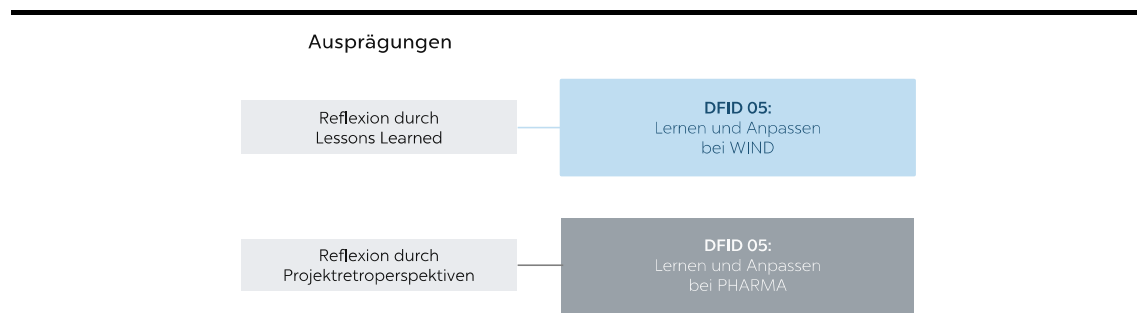 Ausprägungen
Reflexion durch
Lessons Learned
DFID 05:
Lernen und Anpassen
bei WIND
Reflexion durch
Projektretroperspektiven
DFID 05:
Lernen und Anpassen
bei PHARMA